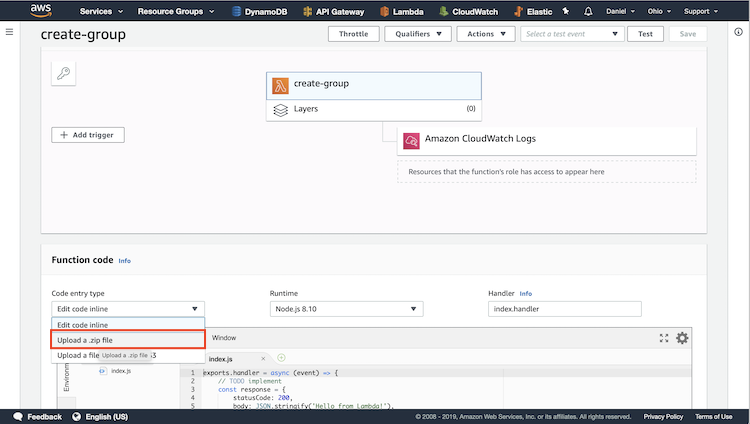 aws Services Resource Groups DynamoDB API Gateway Lambda CloudWatch Elastic Daniel Ohio Support
create-group Throttle Qualifiers Actions Select a test event Test Save
create-group
Layers (0)
+ Add trigger
Amazon CloudWatch Logs
Resources that the function's role has access to appear here
Function code Info
Code entry type Runtime Handler Info
Edit code inline Node.js 8.10 index.handler
Edit code inline
Upload a .zip file
Upload a file Upload a .zip file S3
Window
index.js
Environ
index.js
1 exports.handler = async (event) => {
2 // TODO implement
3 const response = {
4 statusCode: 200,
5 body: JSON.stringify('Hello from Lambda!'),
Feedback English (US) © 2008 - 2019, Amazon Web Services, Inc. or its affiliates. All rights reserved. Privacy Policy Terms of Use